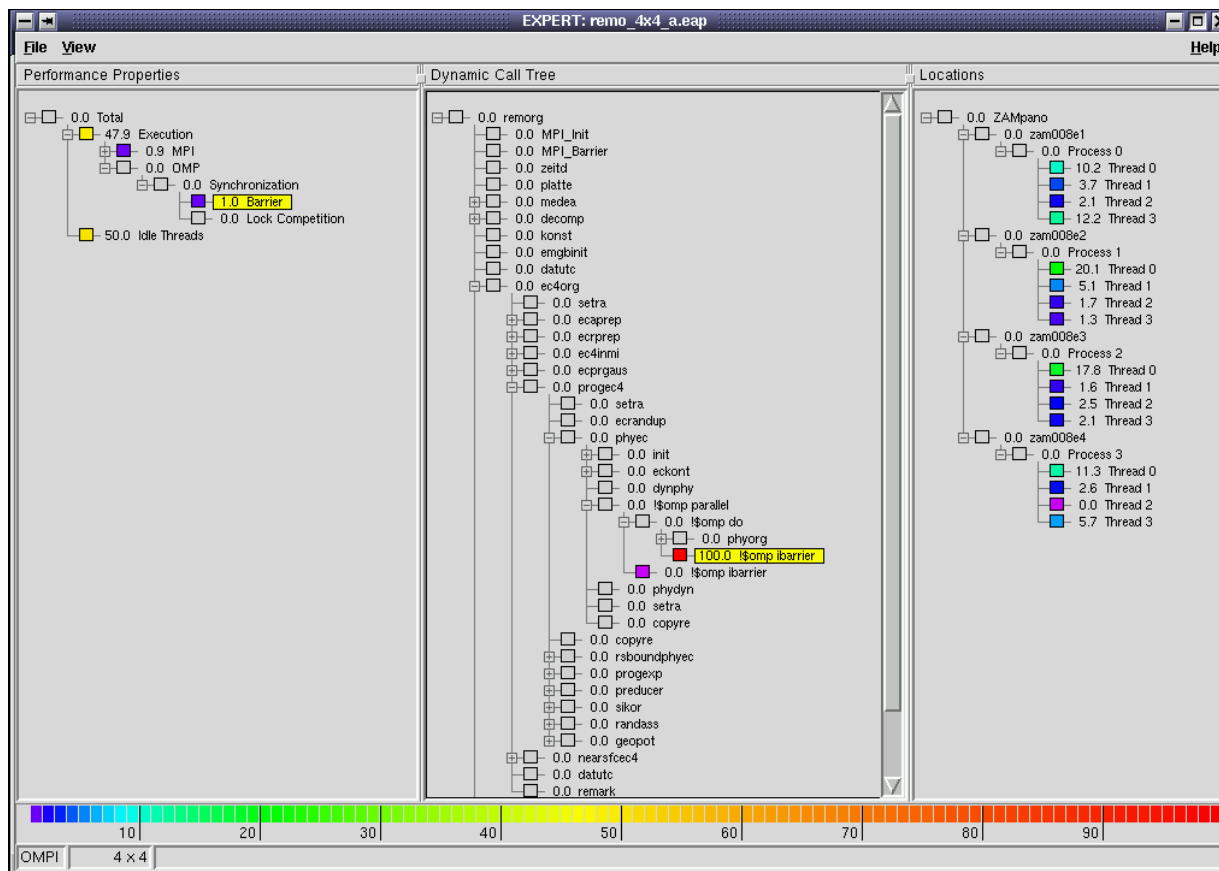 EXPERT: remo_4x4_a.eap
File View Help
Performance Properties
0.0 Total
47.9 Execution
0.9 MPI
0.0 OMP
0.0 Synchronization
1.0 Barrier
0.0 Lock Competition
50.0 Idle Threads
Dynamic Call Tree
0.0 remorg
0.0 MPI_Init
0.0 MPI_Barrier
0.0 zeitd
0.0 platte
0.0 medea
0.0 decomp
0.0 konst
0.0 emgbinit
0.0 datutc
0.0 ec4org
0.0 setra
0.0 ecaprep
0.0 ecrprep
0.0 ec4inmi
0.0 ecprgaus
0.0 progec4
0.0 setra
0.0 ecrandup
0.0 phyec
0.0 init
0.0 eckont
0.0 dynphy
0.0 !$omp parallel
0.0 !$omp do
0.0 phyorg
100.0 !$omp ibarrier
0.0 !$omp ibarrier
0.0 phydyn
0.0 setra
0.0 copyre
0.0 copyre
0.0 rsboundphyec
0.0 progexp
0.0 preducer
0.0 sikor
0.0 randass
0.0 geopot
0.0 nearsfcec4
0.0 datutc
0.0 remark
Locations
0.0 ZAMpano
0.0 zam008e1
0.0 Process 0
10.2 Thread 0
3.7 Thread 1
2.1 Thread 2
12.2 Thread 3
0.0 zam008e2
0.0 Process 1
20.1 Thread 0
5.1 Thread 1
1.7 Thread 2
1.3 Thread 3
0.0 zam008e3
0.0 Process 2
17.8 Thread 0
1.6 Thread 1
2.5 Thread 2
2.1 Thread 3
0.0 zam008e4
0.0 Process 3
11.3 Thread 0
2.6 Thread 1
0.0 Thread 2
5.7 Thread 3
10 20 30 40 50 60 70 80 90
OMPI 4 x 4